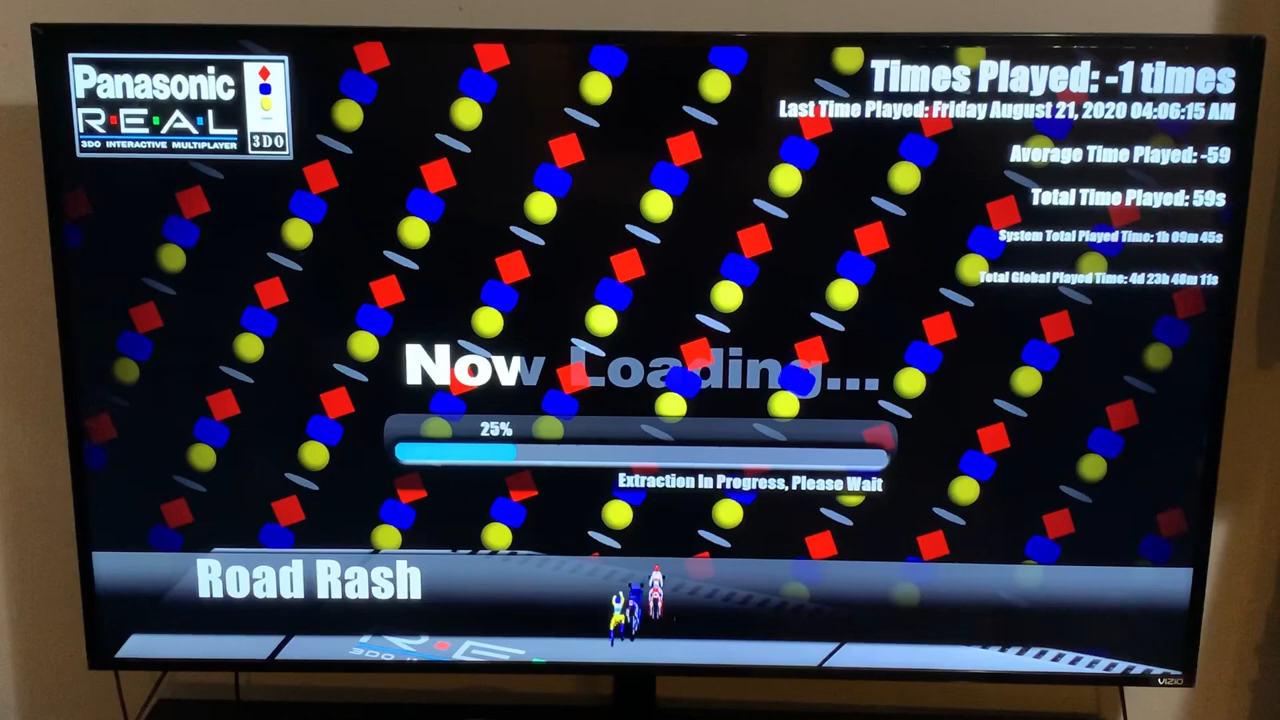 Panasonic
R·E·A·L
3DO INTERACTIVE MULTIPLAYER
3DO
Times Played: -1 times
Last Time Played: Friday August 21, 2020 04:06:15 AM
Average Time Played: -59
Total Time Played: 59s
System Total Played Time: 1h 09m 45s
Total Global Played Time: 4d 23h 48m 11s
Now Loading...
25%
Extraction In Progress, Please Wait
Road Rash
R·E
3DO
VIZIO